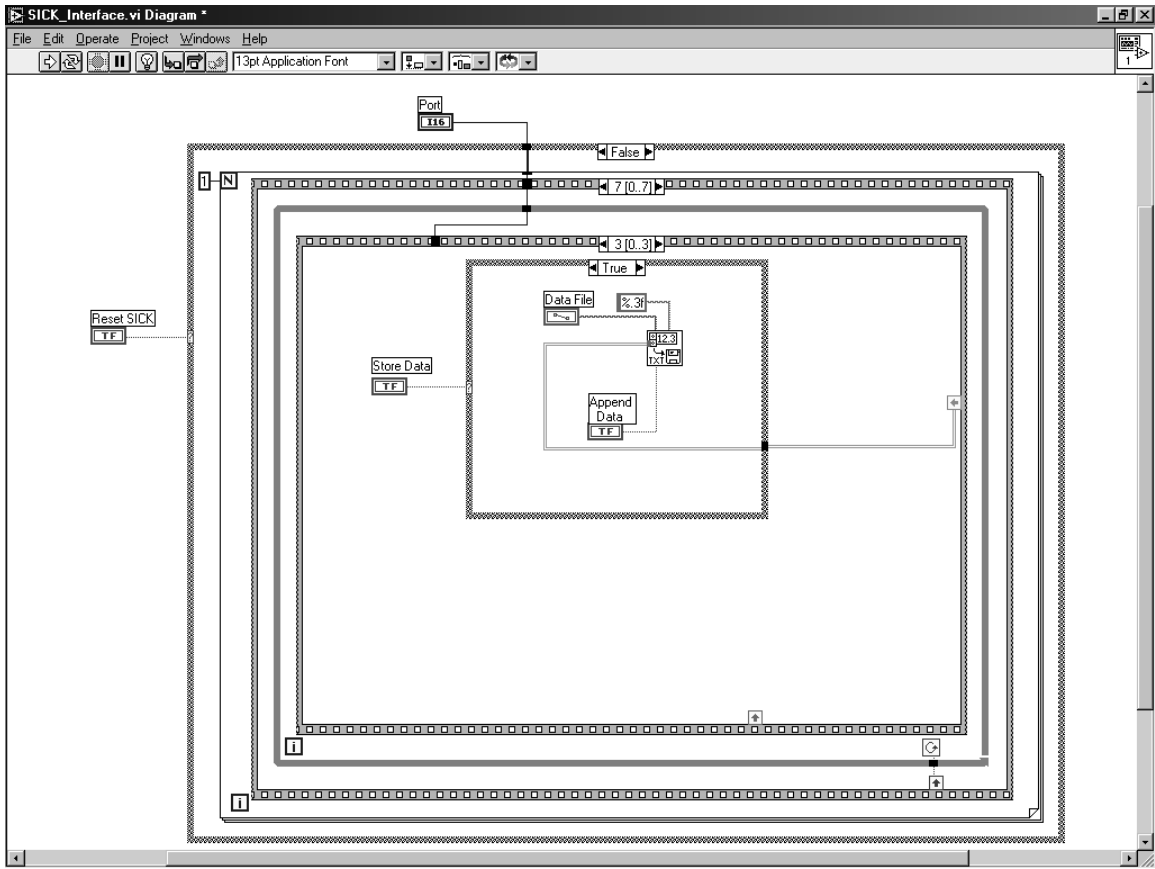 SICK_Interface.vi Diagram *
File Edit Operate Project Windows Help
13pt Application Font
1
Port
I16
False
1 N
7 [0..7]
3 [0..3]
True
Data File
%.3f
12.3
TXT
Reset SICK
TF
Store Data
TF
?
?
Append
Data
TF
i
i